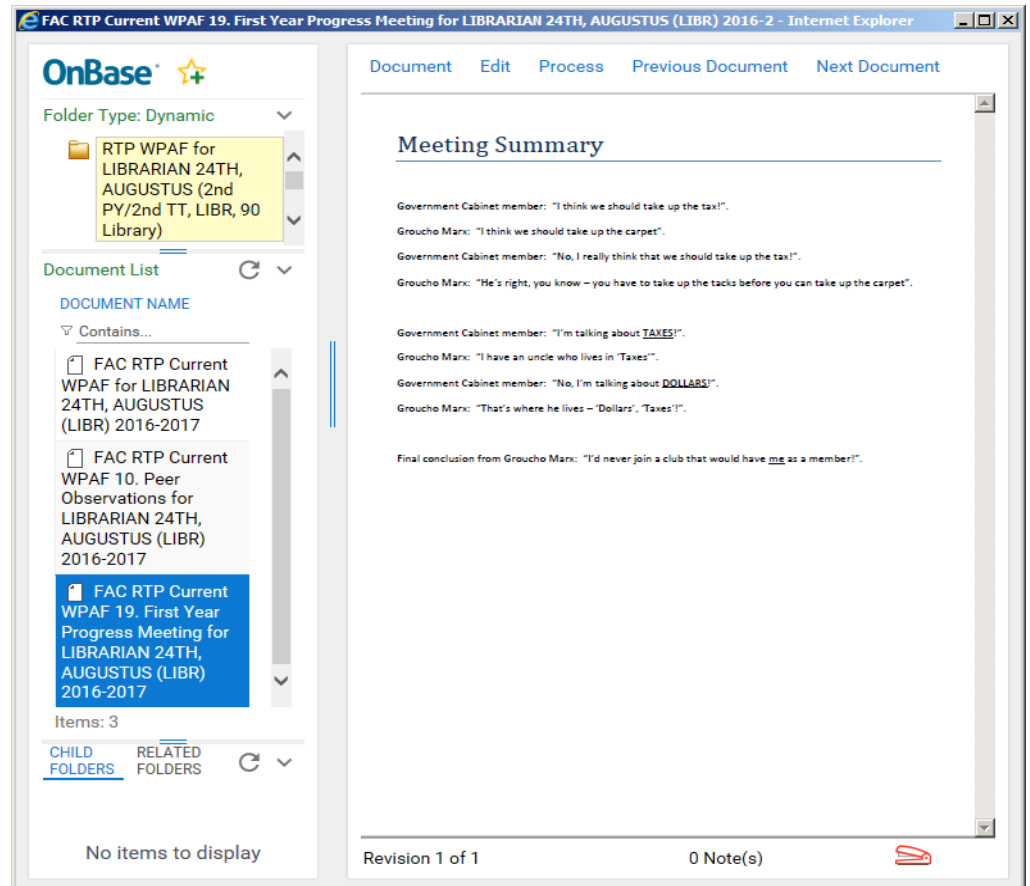 FAC RTP Current WPAF 19. First Year Progress Meeting for LIBRARIAN 24TH, AUGUSTUS (LIBR) 2016-2 - Internet Explorer
OnBase
Folder Type: Dynamic
RTP WPAF for
LIBRARIAN 24TH,
AUGUSTUS (2nd
PY/2nd TT, LIBR, 90
Library)
Document List
DOCUMENT NAME
Contains...
FAC RTP Current
WPAF for LIBRARIAN
24TH, AUGUSTUS
(LIBR) 2016-2017
FAC RTP Current
WPAF 10. Peer
Observations for
LIBRARIAN 24TH,
AUGUSTUS (LIBR)
2016-2017
FAC RTP Current
WPAF 19. First Year
Progress Meeting for
LIBRARIAN 24TH,
AUGUSTUS (LIBR)
2016-2017
Items: 3
CHILD
FOLDERS
RELATED
FOLDERS
No items to display
Document Edit Process Previous Document Next Document
Meeting Summary
Government Cabinet member: "I think we should take up the tax!".
Groucho Marx: "I think we should take up the carpet".
Government Cabinet member: "No, I really think that we should take up the tax!".
Groucho Marx: "He's right, you know – you have to take up the tacks before you can take up the carpet".
Government Cabinet member: "I'm talking about TAXES!".
Groucho Marx: "I have an uncle who lives in 'Taxes'".
Government Cabinet member: "No, I'm talking about DOLLARS!".
Groucho Marx: "That's where he lives – 'Dollars', 'Taxes'!".
Final conclusion from Groucho Marx: "I'd never join a club that would have me as a member!".
Revision 1 of 1
0 Note(s)